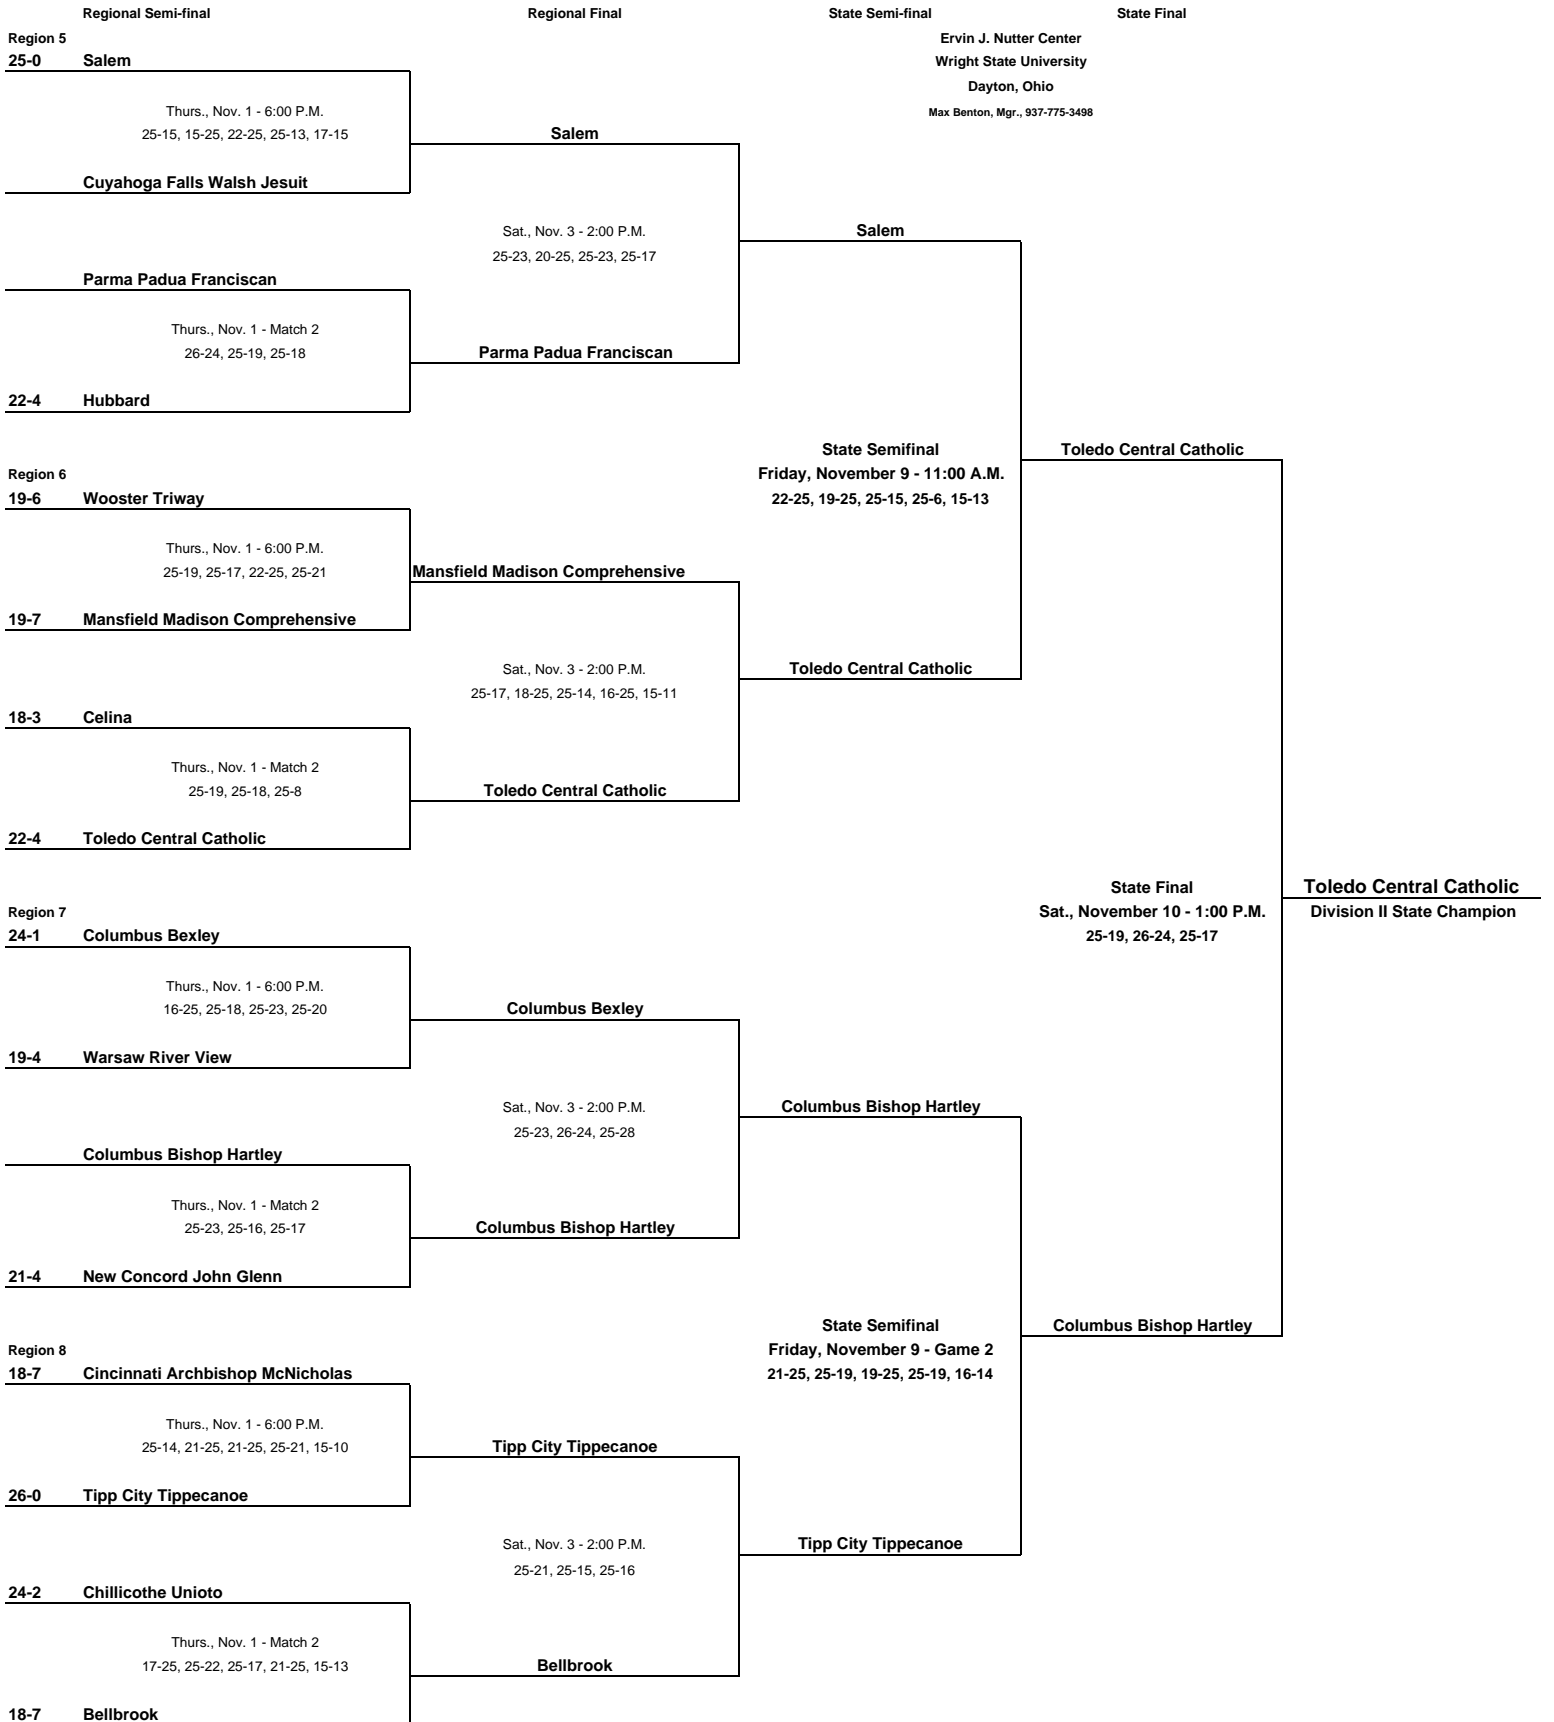 Regional Semi-final Regional Final State Semi-final State Final
Region 5 Ervin J. Nutter Center
25-0 Salem Wright State University
Dayton, Ohio
Thurs., Nov. 1 - 6:00 P.M. Max Benton, Mgr., 937-775-3498
25-15, 15-25, 22-25, 25-13, 17-15 Salem
Cuyahoga Falls Walsh Jesuit
Sat., Nov. 3 - 2:00 P.M. Salem
25-23, 20-25, 25-23, 25-17
Parma Padua Franciscan
Thurs., Nov. 1 - Match 2
26-24, 25-19, 25-18 Parma Padua Franciscan
22-4 Hubbard
State Semifinal Toledo Central Catholic
Region 6 Friday, November 9 - 11:00 A.M.
19-6 Wooster Triway 22-25, 19-25, 25-15, 25-6, 15-13
Thurs., Nov. 1 - 6:00 P.M.
25-19, 25-17, 22-25, 25-21 Mansfield Madison Comprehensive
19-7 Mansfield Madison Comprehensive
Sat., Nov. 3 - 2:00 P.M. Toledo Central Catholic
25-17, 18-25, 25-14, 16-25, 15-11
18-3 Celina
Thurs., Nov. 1 - Match 2
25-19, 25-18, 25-8 Toledo Central Catholic
22-4 Toledo Central Catholic
State Final Toledo Central Catholic
Region 7 Sat., November 10 - 1:00 P.M. Division II State Champion
24-1 Columbus Bexley 25-19, 26-24, 25-17
Thurs., Nov. 1 - 6:00 P.M.
16-25, 25-18, 25-23, 25-20 Columbus Bexley
19-4 Warsaw River View
Sat., Nov. 3 - 2:00 P.M. Columbus Bishop Hartley
25-23, 26-24, 25-28
Columbus Bishop Hartley
Thurs., Nov. 1 - Match 2
25-23, 25-16, 25-17 Columbus Bishop Hartley
21-4 New Concord John Glenn
State Semifinal Columbus Bishop Hartley
Region 8 Friday, November 9 - Game 2
18-7 Cincinnati Archbishop McNicholas 21-25, 25-19, 19-25, 25-19, 16-14
Thurs., Nov. 1 - 6:00 P.M.
25-14, 21-25, 21-25, 25-21, 15-10 Tipp City Tippecanoe
26-0 Tipp City Tippecanoe
Sat., Nov. 3 - 2:00 P.M. Tipp City Tippecanoe
25-21, 25-15, 25-16
24-2 Chillicothe Unioto
Thurs., Nov. 1 - Match 2
17-25, 25-22, 25-17, 21-25, 15-13 Bellbrook
18-7 Bellbrook